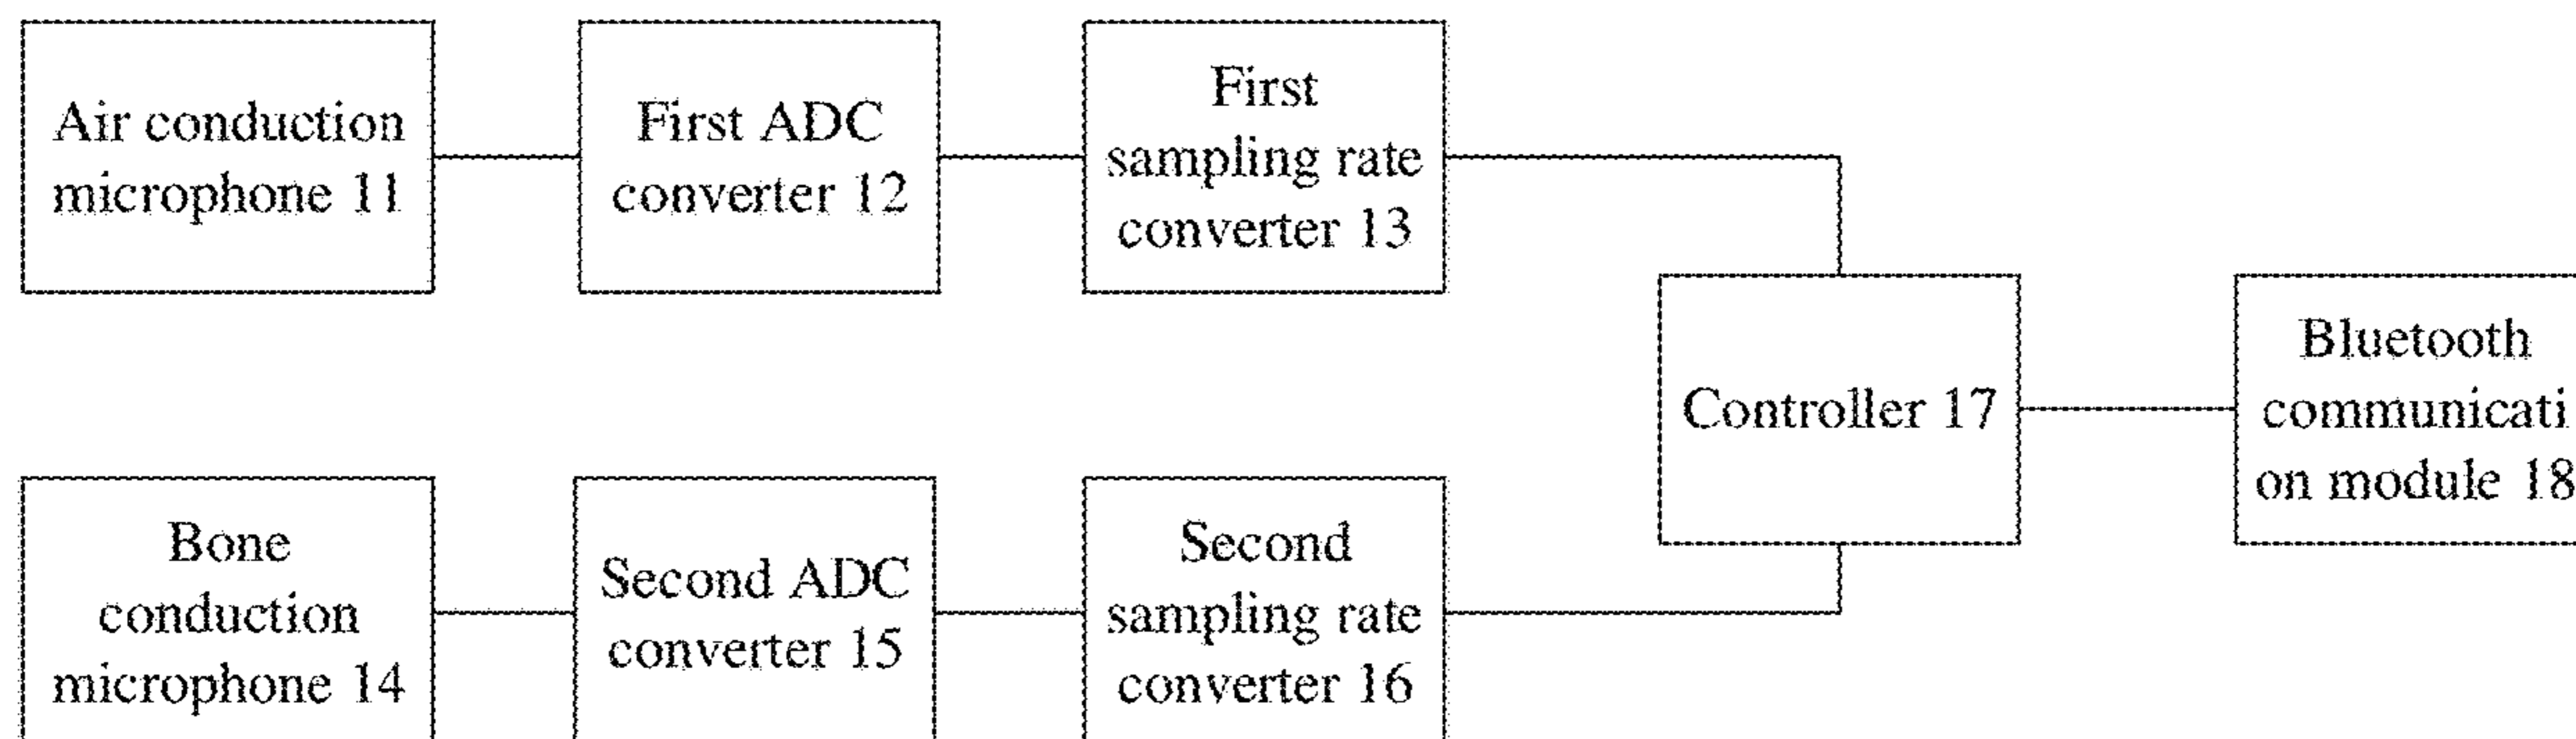 Air conduction
microphone 11
First ADC
converter 12
First
sampling rate
converter 13
Bone
conduction
microphone 14
Second ADC
converter 15
Second
sampling rate
converter 16
Controller 17
Bluetooth
communicati
on module 18